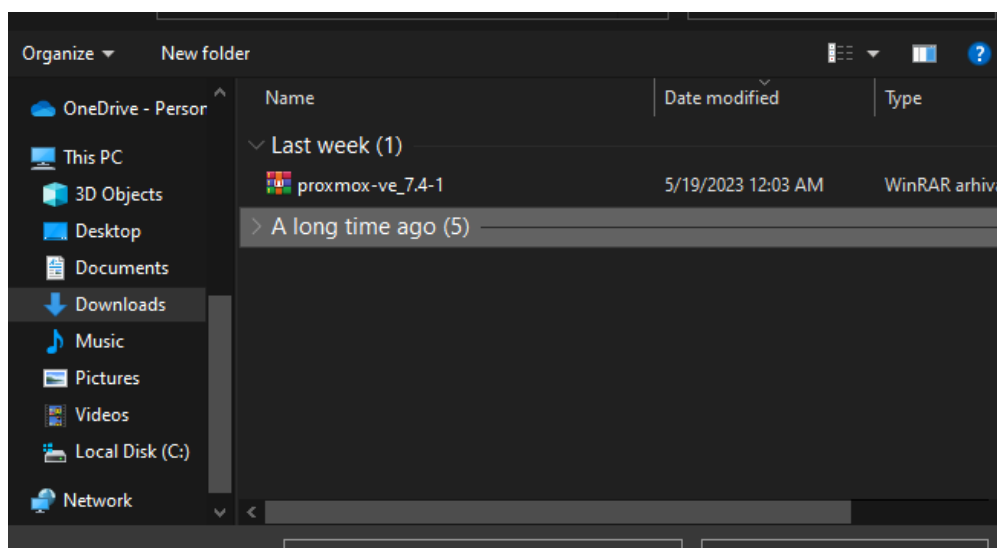 Organize New folder
Name Date modified Type
OneDrive - Person
Last week (1)
This PC
proxmox-ve_7.4-1 5/19/2023 12:03 AM WinRAR arhiva
3D Objects
A long time ago (5)
Desktop
Documents
Downloads
Music
Pictures
Videos
Local Disk (C:)
Network